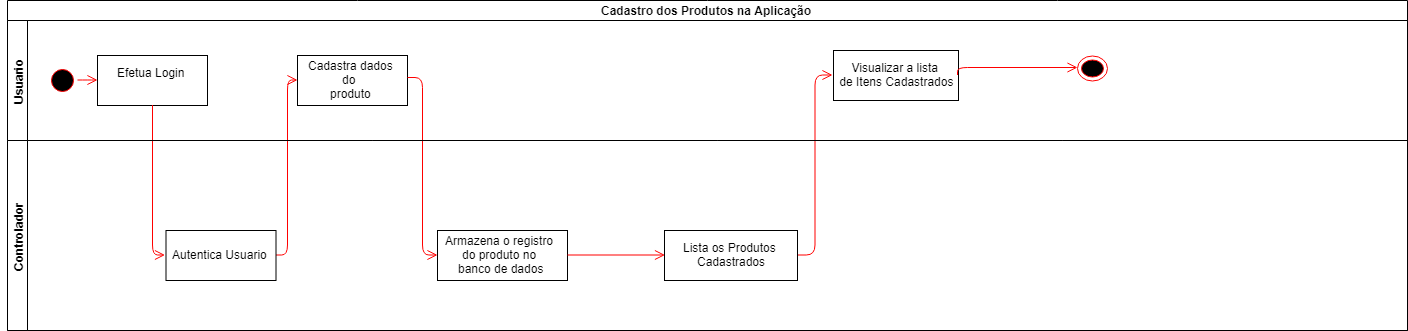 Cadastro dos Produtos na Aplicação
Usuario
Efetua Login
Cadastra dados
do
produto
Visualizar a lista
de Itens Cadastrados
Controlador
Autentica Usuario
Armazena o registro
do produto no
banco de dados
Lista os Produtos
Cadastrados